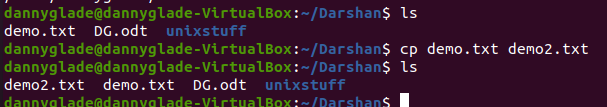 dannyglade@dannyglade-VirtualBox:~/Darshan$ ls
demo.txt  DG.odt  unixstuff
dannyglade@dannyglade-VirtualBox:~/Darshan$ cp demo.txt demo2.txt
dannyglade@dannyglade-VirtualBox:~/Darshan$ ls
demo2.txt  demo.txt  DG.odt  unixstuff
dannyglade@dannyglade-VirtualBox:~/Darshan$